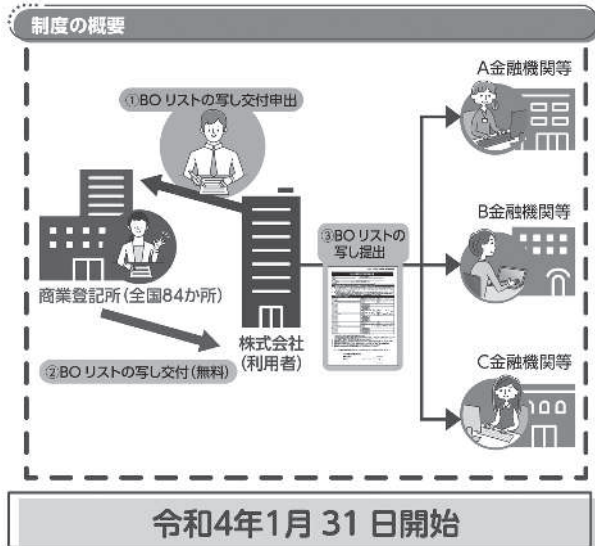 制度の概要
A金融機関等
①BOリストの写し交付申出
B金融機関等
③BOリストの
写し提出
商業登記所(全国84か所)
株式会社
(利用者)
②BOリストの写し交付(無料)
C金融機関等
令和4年1月31日開始